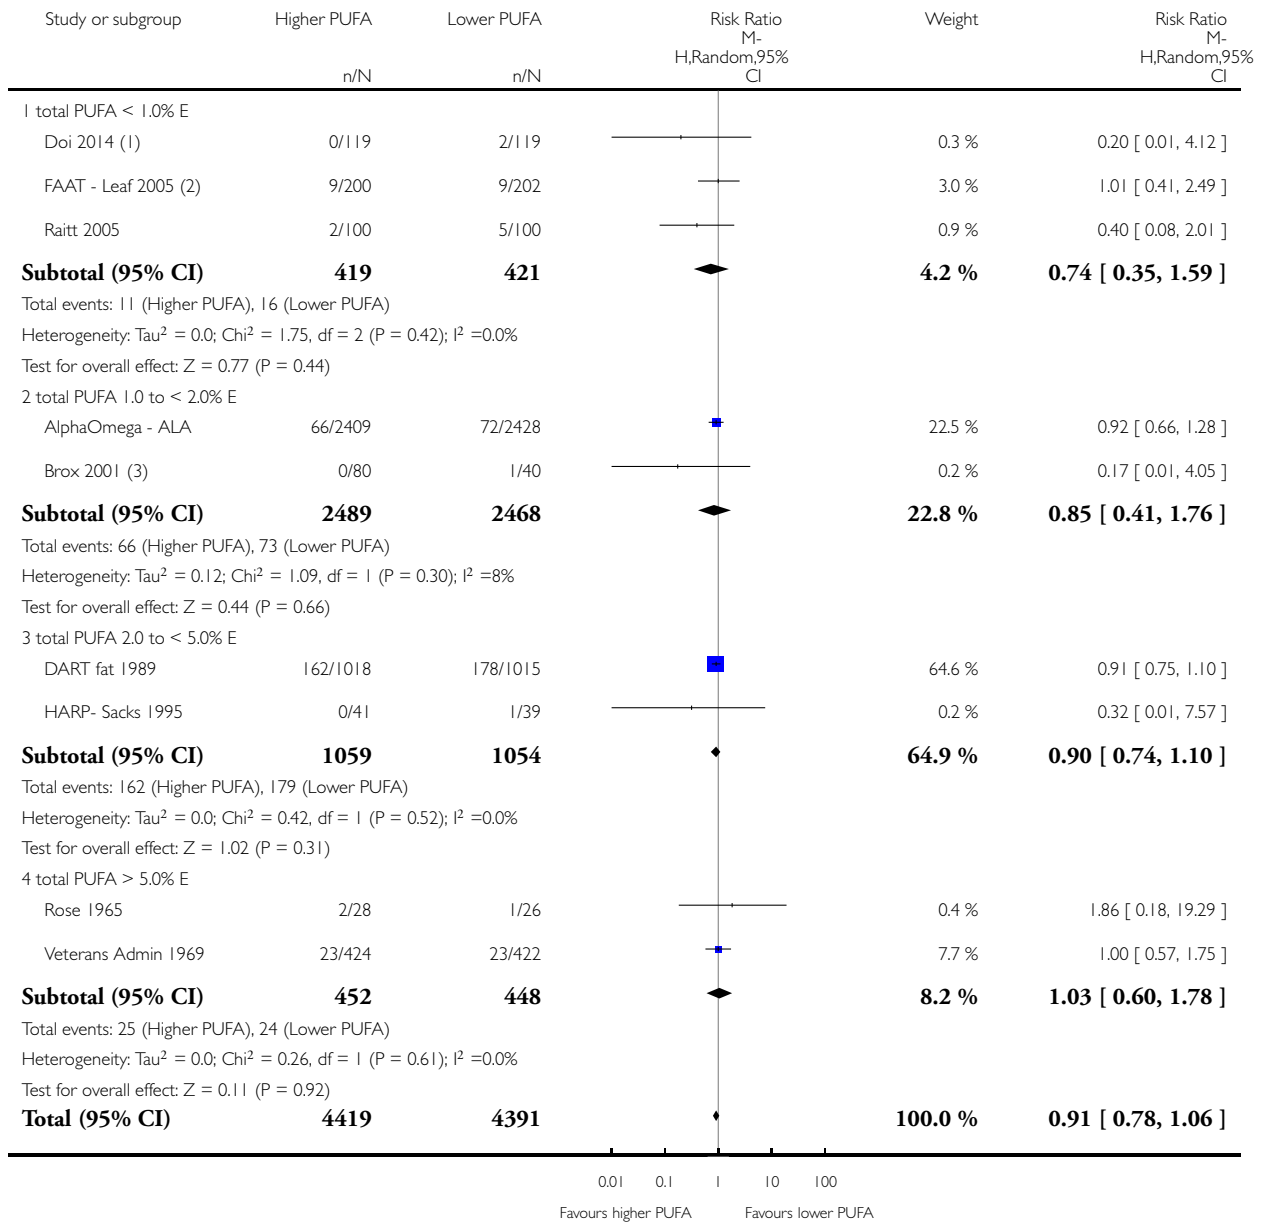 Study or subgroup Higher PUFA Lower PUFA Risk Ratio Weight Risk Ratio
M- M-
H,Random,95% H,Random,95%
n/N n/N CI CI
1 total PUFA < 1.0% E
Doi 2014 (1) 0/119 2/119 0.3 % 0.20 [ 0.01, 4.12 ]
FAAT - Leaf 2005 (2) 9/200 9/202 3.0 % 1.01 [ 0.41, 2.49 ]
Raitt 2005 2/100 5/100 0.9 % 0.40 [ 0.08, 2.01 ]
Subtotal (95% CI) 419 421 4.2 % 0.74 [ 0.35, 1.59 ]
Total events: 11 (Higher PUFA), 16 (Lower PUFA)
Heterogeneity: Tau² = 0.0; Chi² = 1.75, df = 2 (P = 0.42); I² =0.0%
Test for overall effect: Z = 0.77 (P = 0.44)
2 total PUFA 1.0 to < 2.0% E
AlphaOmega - ALA 66/2409 72/2428 22.5 % 0.92 [ 0.66, 1.28 ]
Brox 2001 (3) 0/80 1/40 0.2 % 0.17 [ 0.01, 4.05 ]
Subtotal (95% CI) 2489 2468 22.8 % 0.85 [ 0.41, 1.76 ]
Total events: 66 (Higher PUFA), 73 (Lower PUFA)
Heterogeneity: Tau² = 0.12; Chi² = 1.09, df = 1 (P = 0.30); I² =8%
Test for overall effect: Z = 0.44 (P = 0.66)
3 total PUFA 2.0 to < 5.0% E
DART fat 1989 162/1018 178/1015 64.6 % 0.91 [ 0.75, 1.10 ]
HARP- Sacks 1995 0/41 1/39 0.2 % 0.32 [ 0.01, 7.57 ]
Subtotal (95% CI) 1059 1054 64.9 % 0.90 [ 0.74, 1.10 ]
Total events: 162 (Higher PUFA), 179 (Lower PUFA)
Heterogeneity: Tau² = 0.0; Chi² = 0.42, df = 1 (P = 0.52); I² =0.0%
Test for overall effect: Z = 1.02 (P = 0.31)
4 total PUFA > 5.0% E
Rose 1965 2/28 1/26 0.4 % 1.86 [ 0.18, 19.29 ]
Veterans Admin 1969 23/424 23/422 7.7 % 1.00 [ 0.57, 1.75 ]
Subtotal (95% CI) 452 448 8.2 % 1.03 [ 0.60, 1.78 ]
Total events: 25 (Higher PUFA), 24 (Lower PUFA)
Heterogeneity: Tau² = 0.0; Chi² = 0.26, df = 1 (P = 0.61); I² =0.0%
Test for overall effect: Z = 0.11 (P = 0.92)
Total (95% CI) 4419 4391 100.0 % 0.91 [ 0.78, 1.06 ]
0.01 0.1 1 10 100
Favours higher PUFA Favours lower PUFA